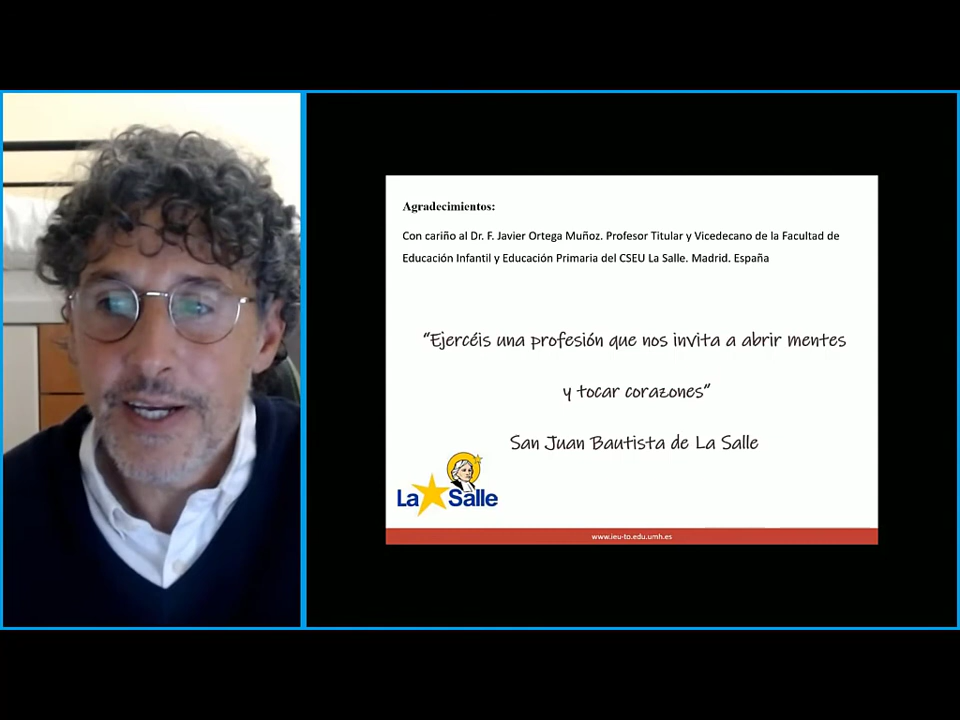 Agradecimientos:
Con cariño al Dr. F. Javier Ortega Muñoz. Profesor Titular y Vicedecano de la Facultad de
Educación Infantil y Educación Primaria del CSEU La Salle. Madrid. España
“Ejercéis una profesión que nos invita a abrir mentes
y tocar corazones”
San Juan Bautista de La Salle
La Salle
www.ieu-to.edu.umh.es